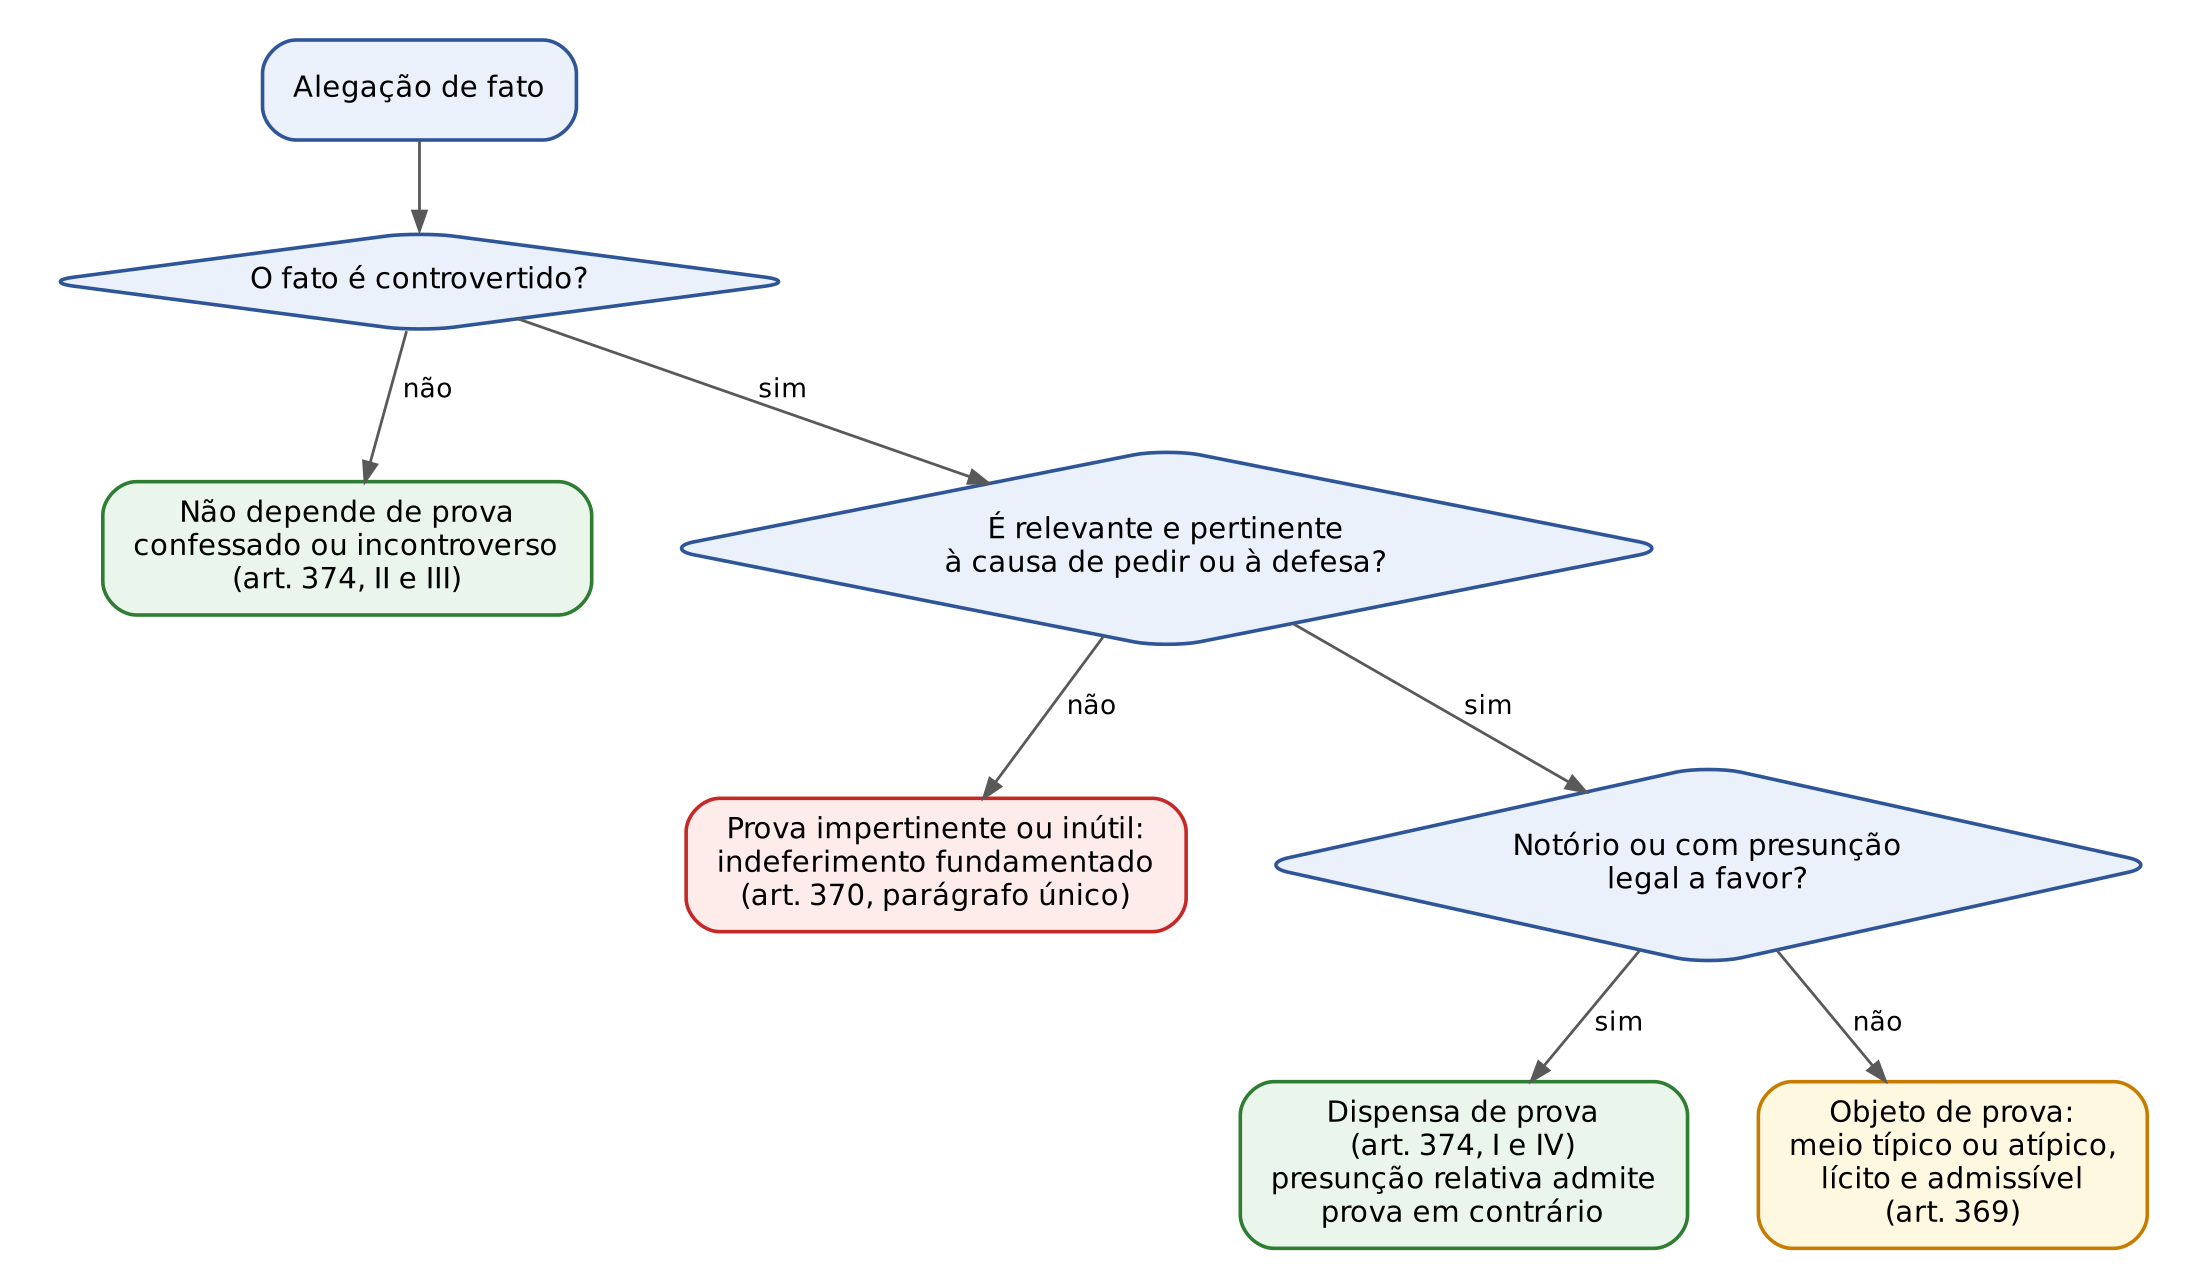 Alegação de fato
O fato é controvertido?
não
sim
Não depende de prova
confessado ou incontroverso
(art. 374, II e III)
É relevante e pertinente
à causa de pedir ou à defesa?
não
sim
Prova impertinente ou inútil:
indeferimento fundamentado
(art. 370, parágrafo único)
Notório ou com presunção
legal a favor?
sim
não
Dispensa de prova
(art. 374, I e IV)
presunção relativa admite
prova em contrário
Objeto de prova:
meio típico ou atípico,
lícito e admissível
(art. 369)